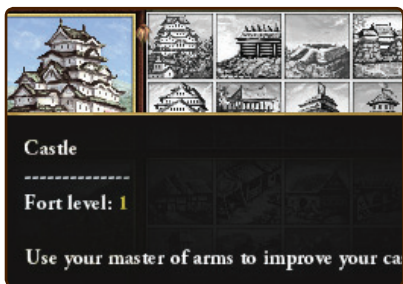 Castle
--------------
Fort level: 1
Use your master of arms to improve your ca